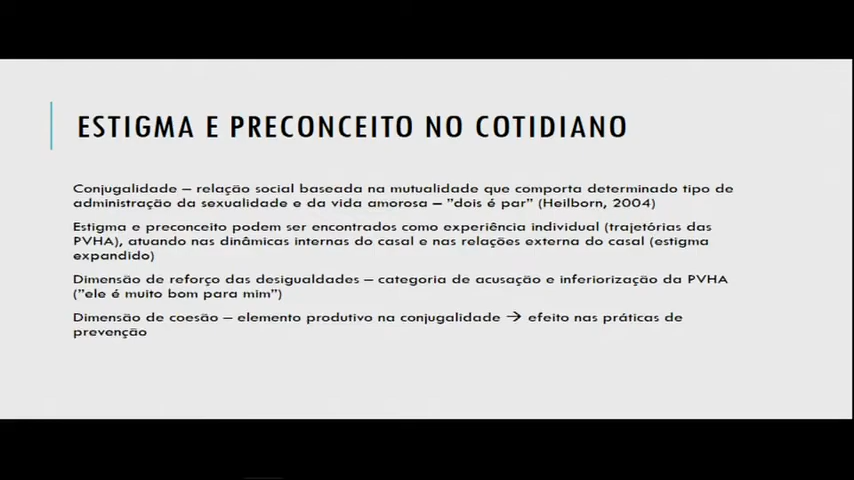 ESTIGMA E PRECONCEITO NO COTIDIANO
Conjugalidade – relação social baseada na mutualidade que comporta determinado tipo de
administração da sexualidade e da vida amorosa – "dois é par" (Heilborn, 2004)
Estigma e preconceito podem ser encontrados como experiência individual (trajetórias das
PVHA), atuando nas dinâmicas internas do casal e nas relações externa do casal (estigma
expandido)
Dimensão de reforço das desigualdades – categoria de acusação e inferiorização da PVHA
("ele é muito bom para mim")
Dimensão de coesão – elemento produtivo na conjugalidade → efeito nas práticas de
prevenção